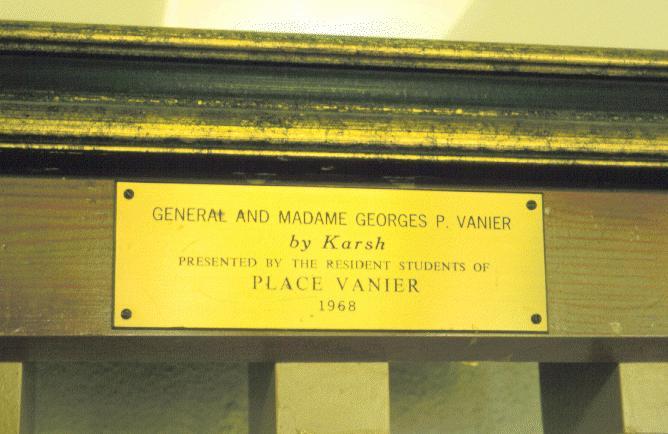 GENERAL AND MADAME GEORGES P. VANIER
by Karsh
PRESENTED BY THE RESIDENT STUDENTS OF
PLACE VANIER
1968